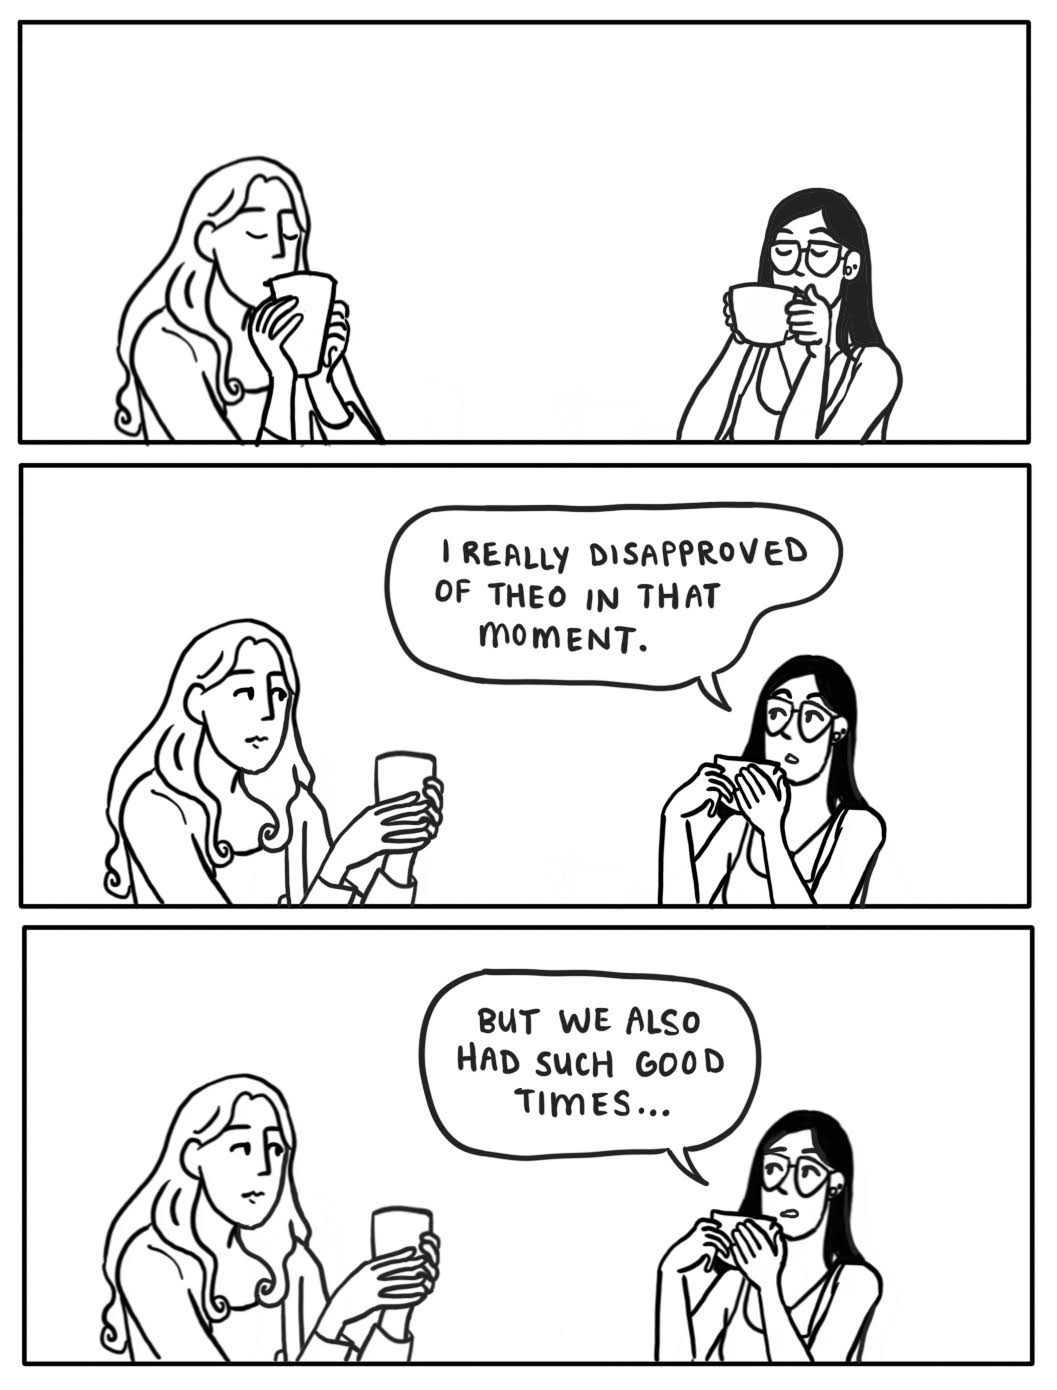 I REALLY DISAPPROVED
OF THEO IN THAT
MOMENT.
BUT WE ALSO
HAD SUCH GOOD
TIMES...